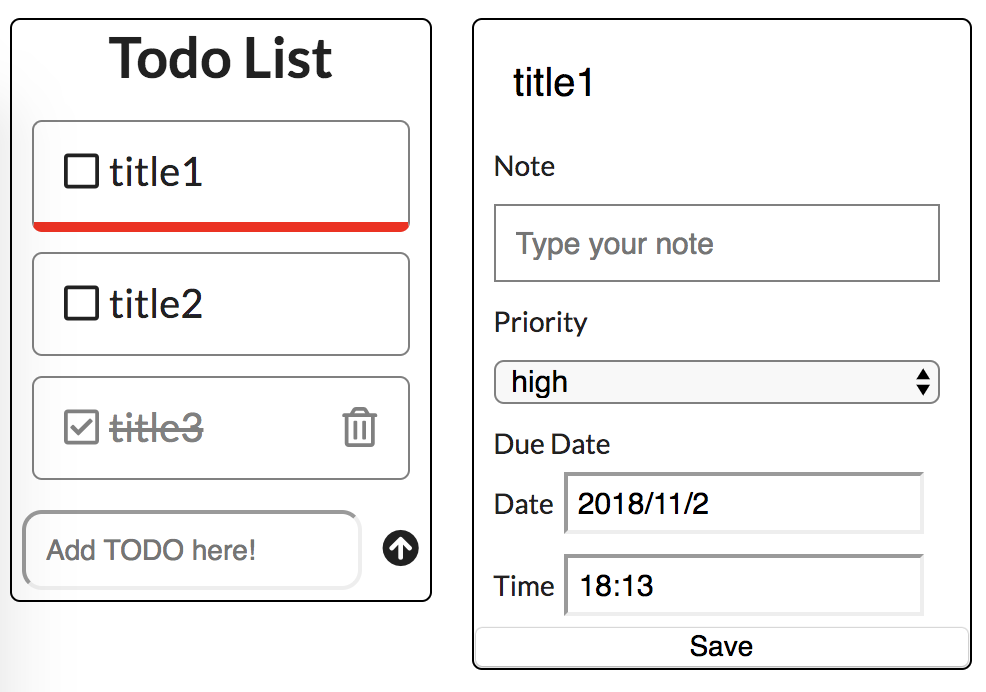 Todo List
title1
title2
title3
Add TODO here!
title1
Note
Type your note
Priority
high
Due Date
Date 2018/11/2
Time 18:13
Save